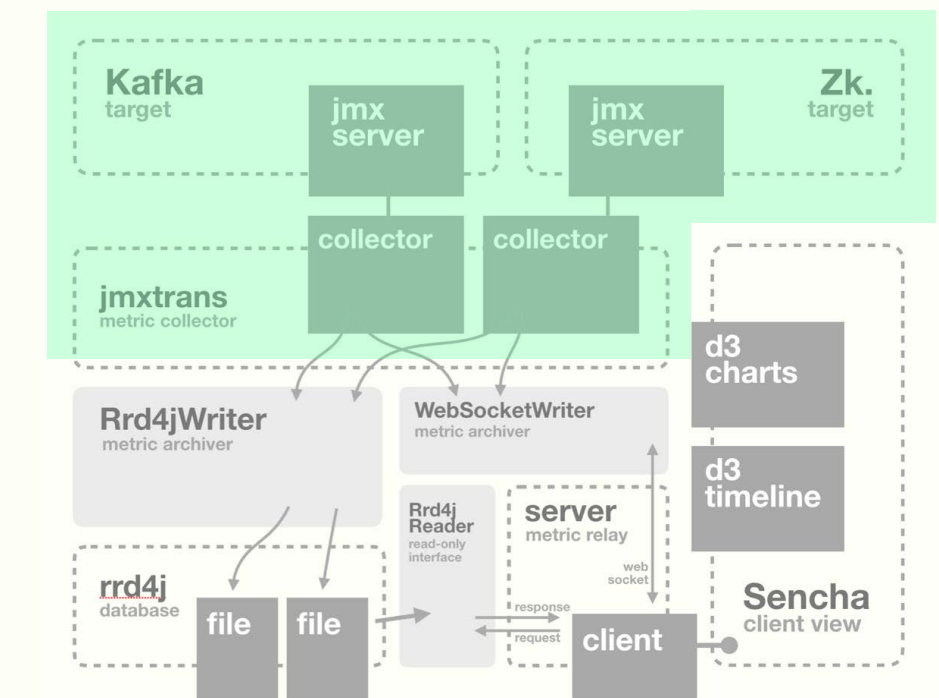 Kafka
target
jmx
server
jmx
server
Zk.
target
collector
collector
jmxtrans
metric collector
d3
charts
Rrd4jWriter
metric archiver
WebSocketWriter
metric archiver
d3
timeline
Rrd4j
Reader
read-only
interface
server
metric relay
web
socket
rrd4j
database
file
file
response
request
client
Sencha
client view